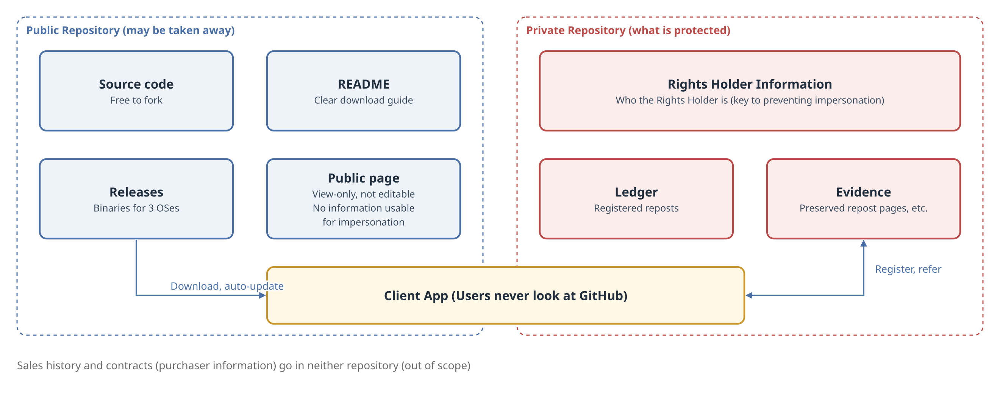 Public Repository (may be taken away)
Source code
Free to fork
README
Clear download guide
Releases
Binaries for 3 OSes
Public page
View-only, not editable
No information usable
for impersonation
Private Repository (what is protected)
Rights Holder Information
Who the Rights Holder is (key to preventing impersonation)
Ledger
Registered reposts
Evidence
Preserved repost pages, etc.
Download, auto-update
Client App (Users never look at GitHub)
Register, refer
Sales history and contracts (purchaser information) go in neither repository (out of scope)